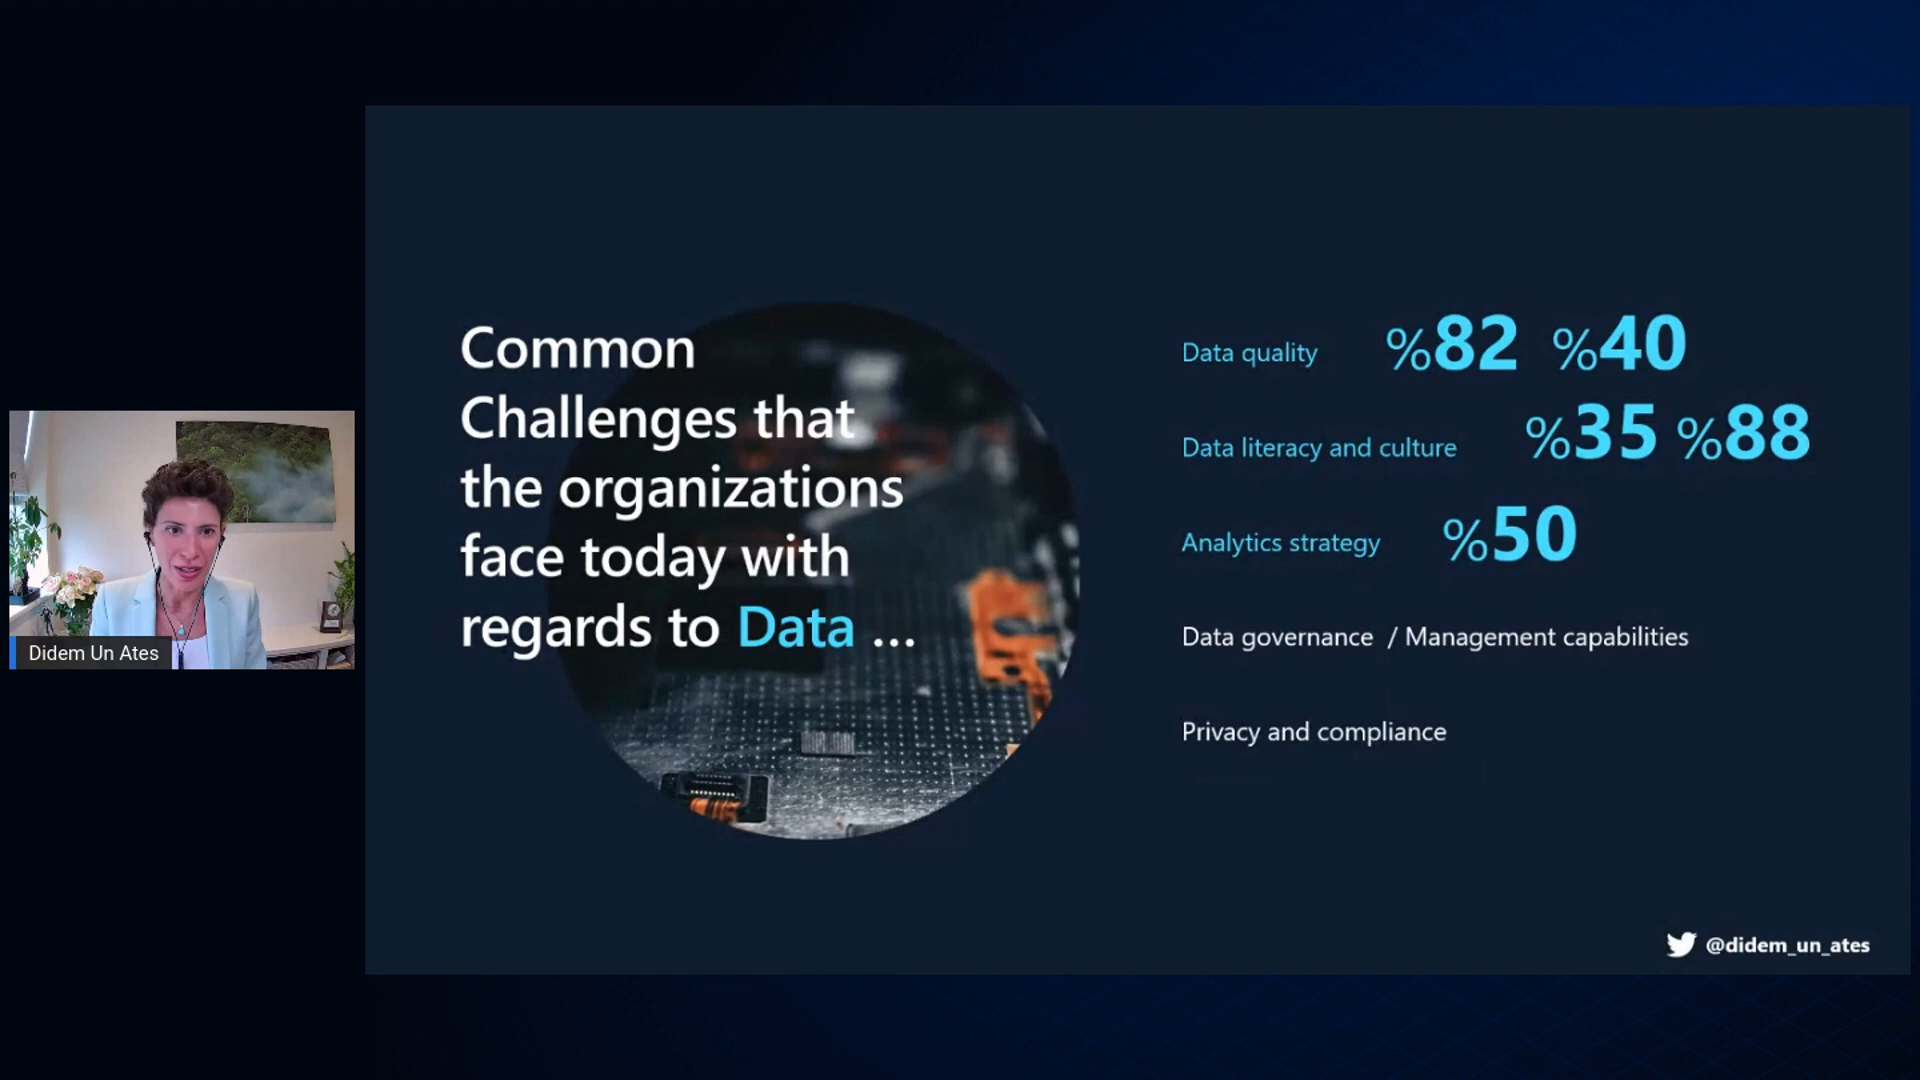 Common
Challenges that
the organizations
face today with
regards to Data ...
Data quality %82 %40
Data literacy and culture %35 %88
Analytics strategy %50
Data governance / Management capabilities
Privacy and compliance
Didem Un Ates
@didem_un_ates